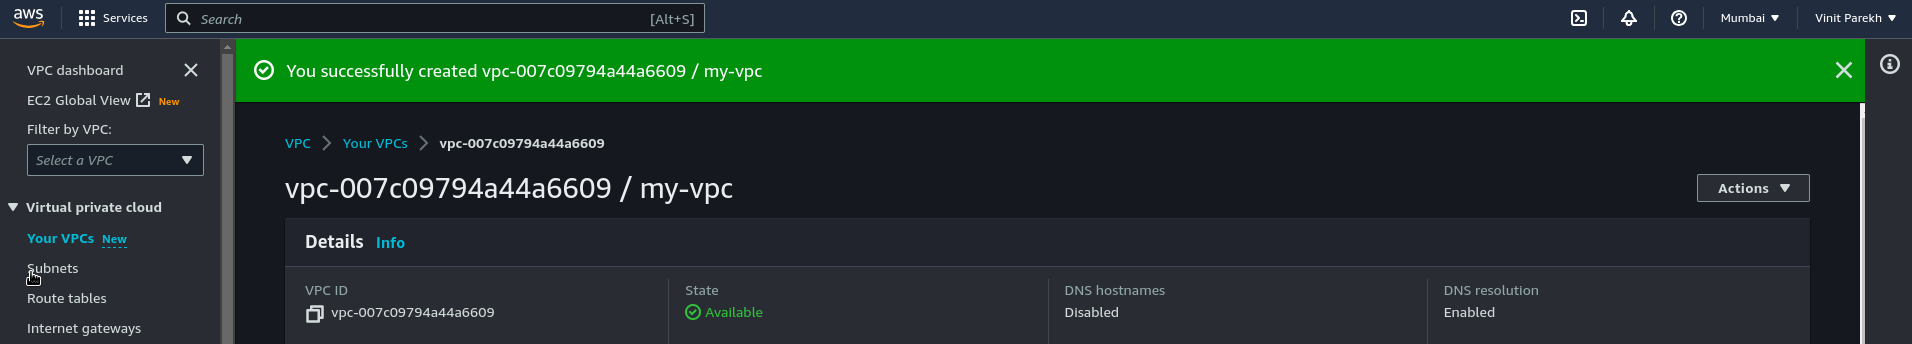 aws Services Search [Alt+S] Mumbai Vinit Parekh
VPC dashboard
EC2 Global View New
Filter by VPC:
Select a VPC
Virtual private cloud
Your VPCs New
Subnets
Route tables
Internet gateways
You successfully created vpc-007c09794a44a6609 / my-vpc
VPC Your VPCs vpc-007c09794a44a6609
vpc-007c09794a44a6609 / my-vpc
Actions
Details Info
VPC ID
vpc-007c09794a44a6609
State
Available
DNS hostnames
Disabled
DNS resolution
Enabled